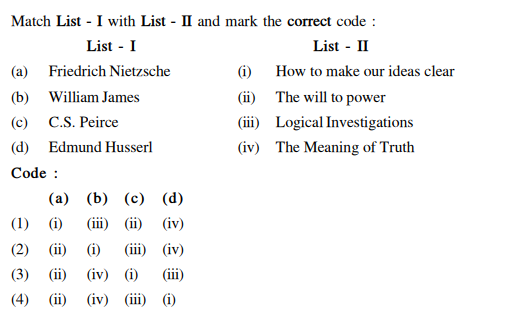 Match List - I with List - II and mark the correct code :
List - I List - II
(a) Friedrich Nietzsche (i) How to make our ideas clear
(b) William James (ii) The will to power
(c) C.S. Peirce (iii) Logical Investigations
(d) Edmund Husserl (iv) The Meaning of Truth
Code :
(a) (b) (c) (d)
(1) (i) (iii) (ii) (iv)
(2) (ii) (i) (iii) (iv)
(3) (ii) (iv) (i) (iii)
(4) (ii) (iv) (iii) (i)